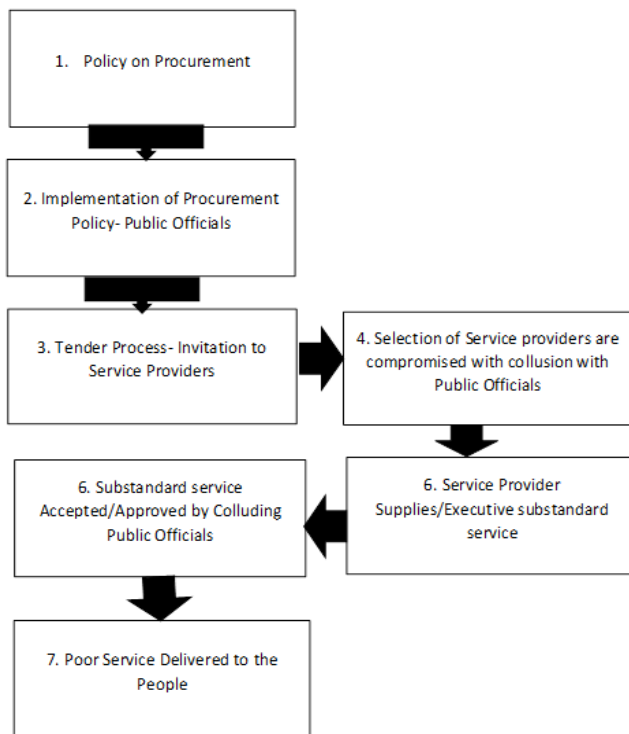 1. Policy on Procurement
2. Implementation of Procurement
Policy- Public Officials
3. Tender Process- Invitation to
Service Providers
4. Selection of Service providers are
compromised with collusion with
Public Officials
6. Service Provider
Supplies/Executive substandard
service
6. Substandard service
Accepted/Approved by Colluding
Public Officials
7. Poor Service Delivered to the
People